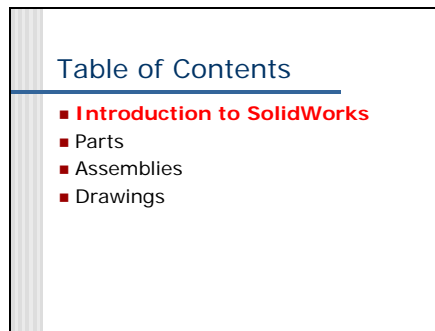 Table of Contents
Introduction to SolidWorks
Parts
Assemblies
Drawings